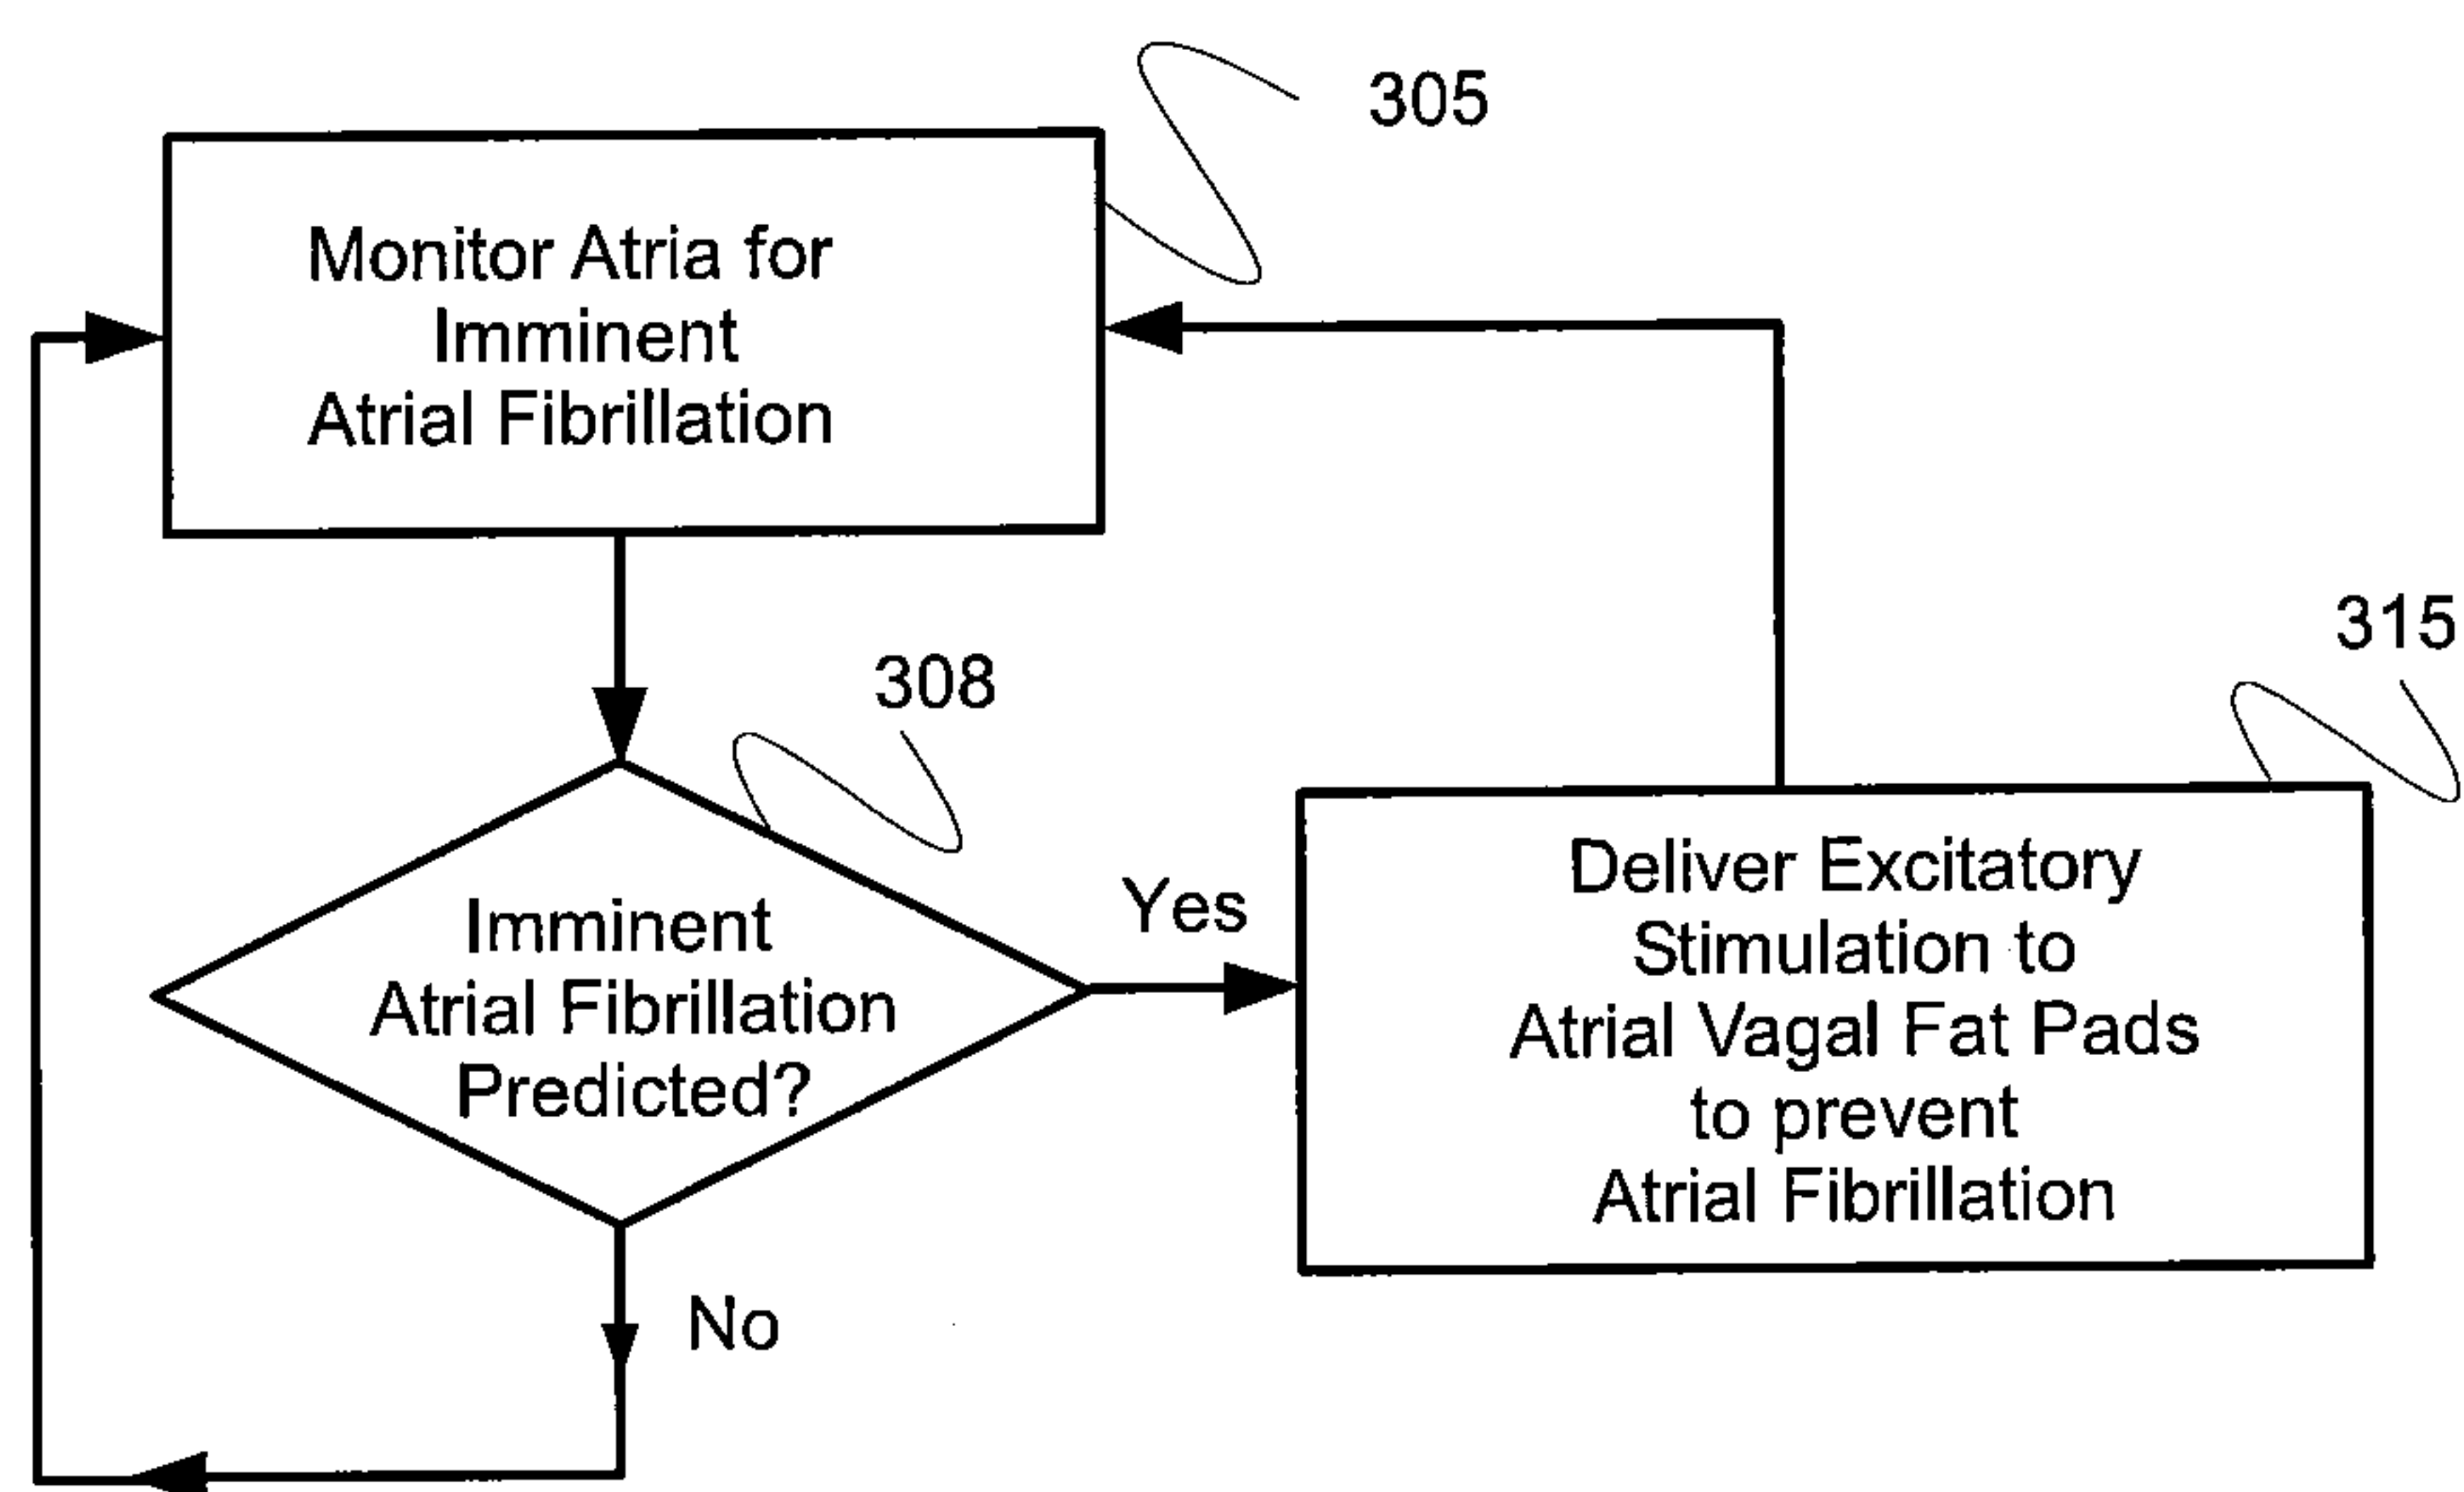 305
Monitor Atria for
Imminent
Atrial Fibrillation
308
Imminent
Atrial Fibrillation
Predicted?
Yes
No
315
Deliver Excitatory
Stimulation to
Atrial Vagal Fat Pads
to prevent
Atrial Fibrillation